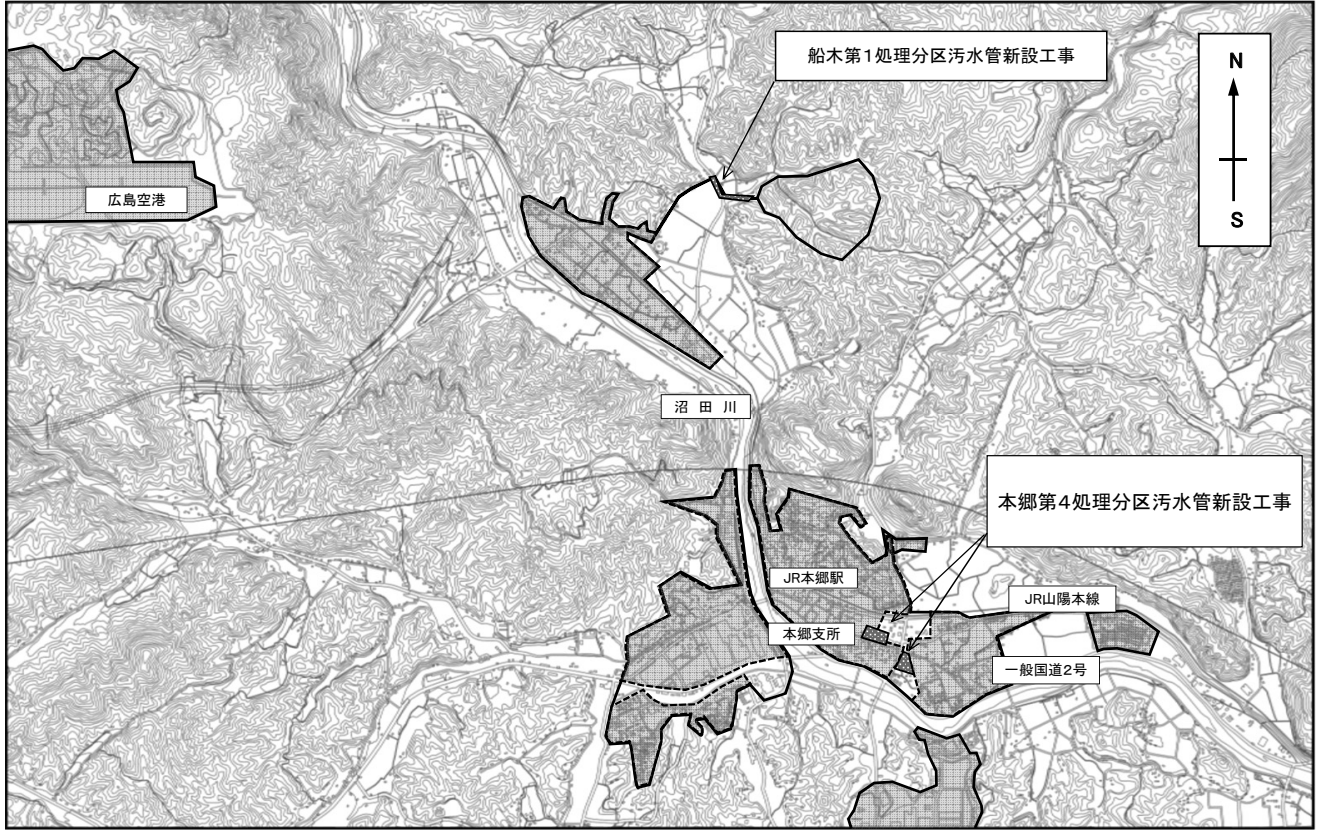 船木第1処理分区汚水管新設工事
N
S
広島空港
沼田川
本郷第4処理分区汚水管新設工事
JR本郷駅
JR山陽本線
本郷支所
一般国道2号